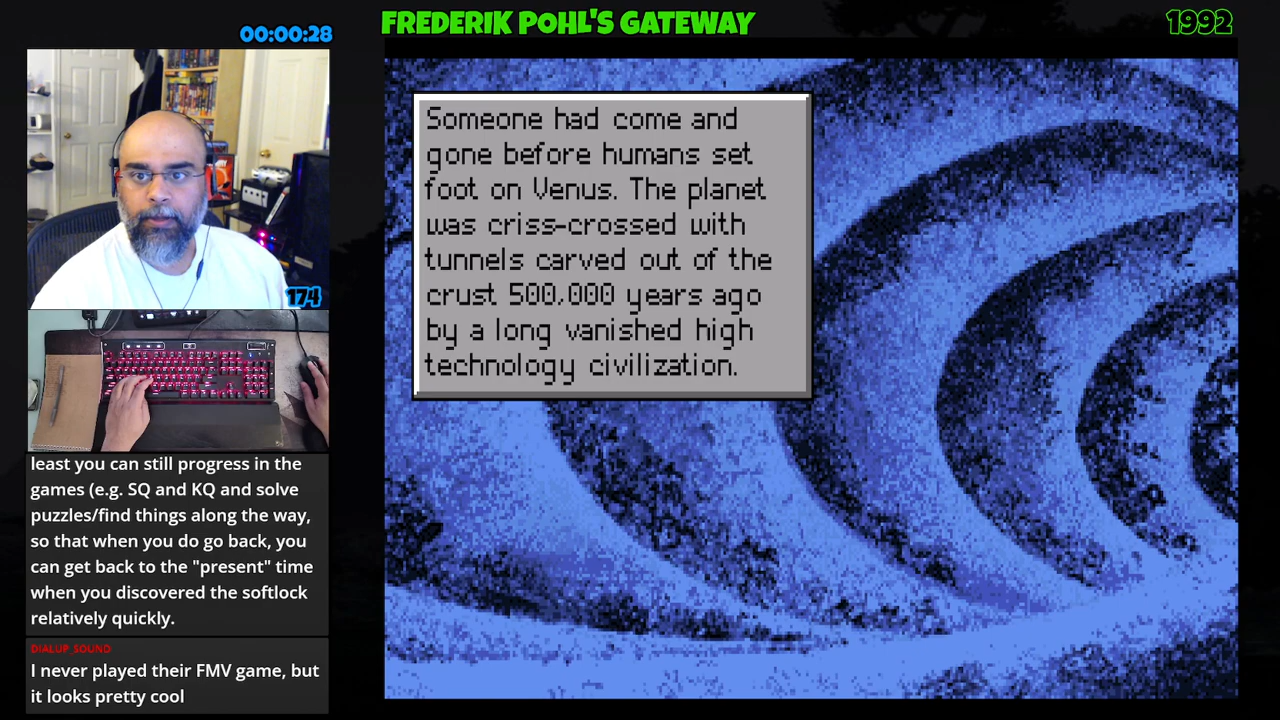 00:00:28
FREDERIK POHL'S GATEWAY
1992
Someone had come and
gone before humans set
foot on Venus. The planet
was criss-crossed with
tunnels carved out of the
crust 500,000 years ago
by a long vanished high
technology civilization.
174
least you can still progress in the
games (e.g. SQ and KQ and solve
puzzles/find things along the way,
so that when you do go back, you
can get back to the "present" time
when you discovered the softlock
relatively quickly.
DIALUP_SOUND
I never played their FMV game, but
it looks pretty cool